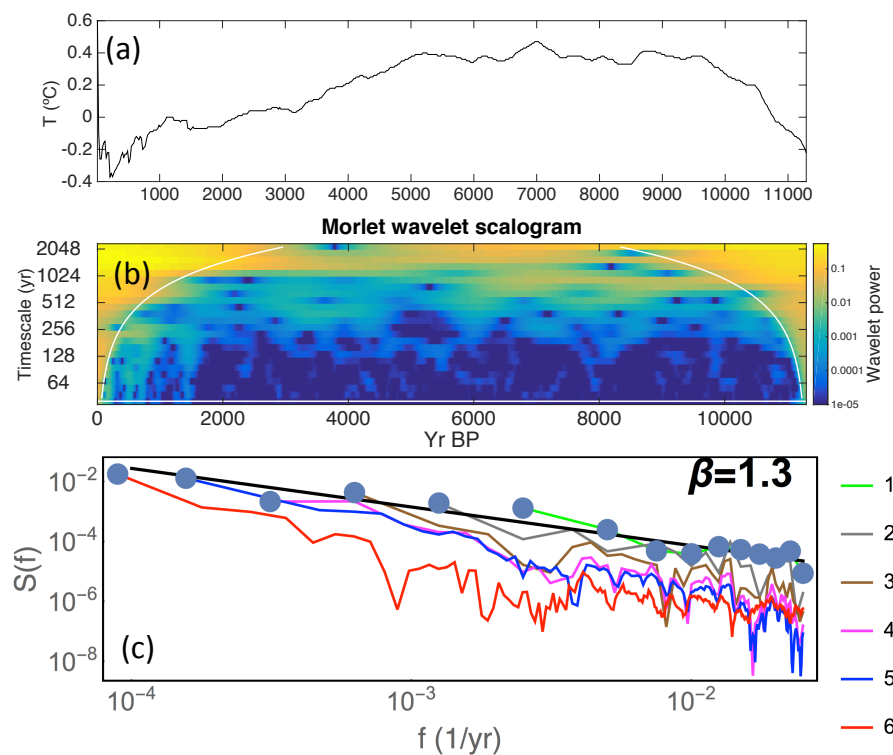 (a)
T (ºC)
0.6
0.4
0.2
0
-0.2
-0.4
1000 2000 3000 4000 5000 6000 7000 8000 9000 10000 11000
Morlet wavelet scalogram
(b)
Timescale (yr)
2048
1024
512
256
128
64
0 2000 4000 6000 8000 10000
Yr BP
0.1
0.01
0.001
0.0001
1e-05
Wavelet power
β=1.3
(c)
S(f)
10⁻²
10⁻⁴
10⁻⁶
10⁻⁸
10⁻⁴ 10⁻³ 10⁻²
f (1/yr)
1
2
3
4
5
6